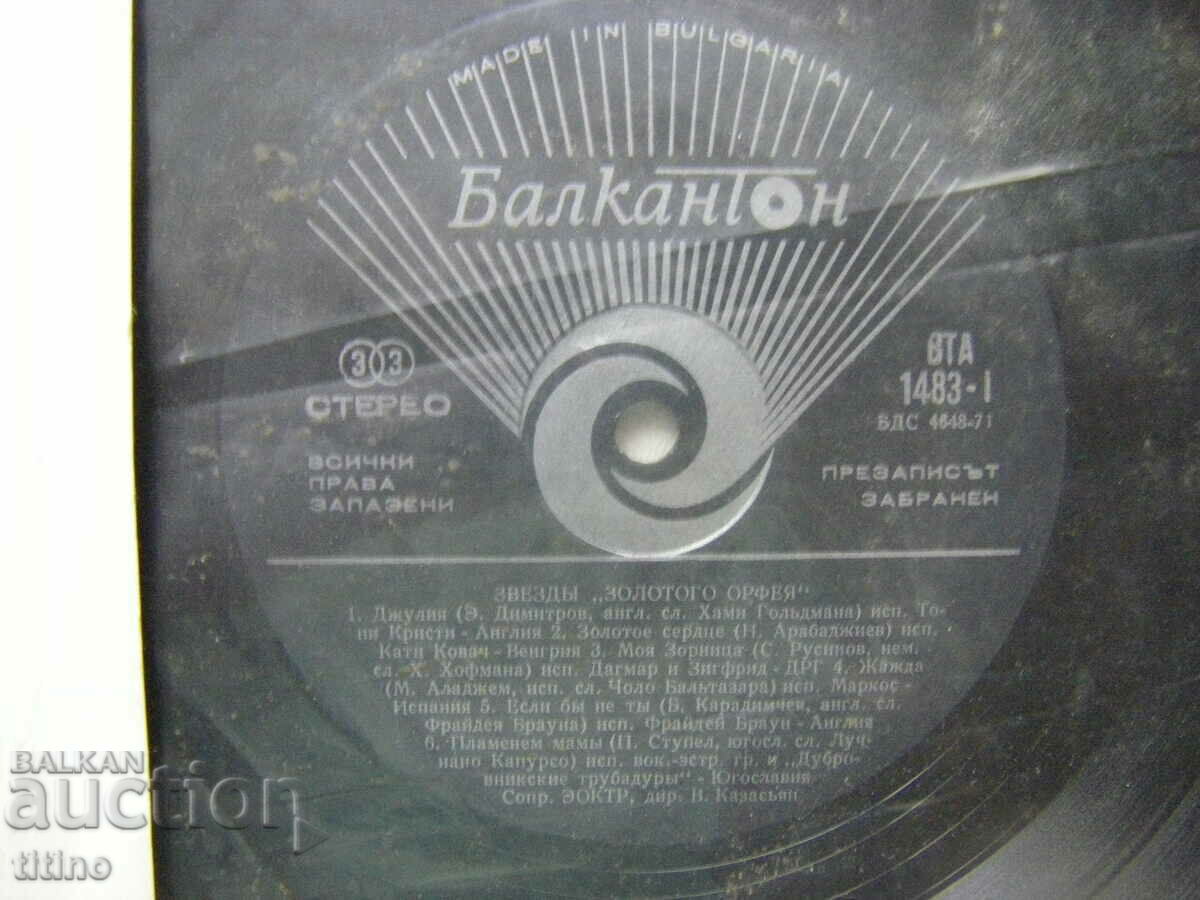 MADE IN BULGARIA
Балкантон
33
СТЕРЕО
ВТА
1483-I
БДС 4648-71
ВСИЧКИ
ПРАВА
ЗАПАЗЕНИ
ПРЕЗАПИСЪТ
ЗАБРАНЕН
ЗВЕЗДЫ „ЗОЛОТОГО ОРФЕЯ“
1. Джулия (Э. Димитров, англ. сл. Хами Гольдмана) исп. То-
ни Кристи - Англия 2. Золотое сердце (Н. Арабаджиев) исп.
Кати Ковач - Венгрия 3. Моя Зорница (С. Русинов, нем.
сл. Х. Хофмана) исп. Дагмар и Зигфрид - ДРГ 4. Жажда
(М. Аладжем, исп. сл. Чоло Бальтазара) исп. Маркос -
Испания 5. Если бы не ты (Б. Карадимчев, англ. сл.
Фрайдея Брауна) исп. Фрайдей Браун - Англия
6. Пламенем мамы (П. Ступел, югосл. сл. Лу-
чиано Капурсо) исп. вок.-эстр. гр. и „Дубро-
вникские трубадуры“ - Югославия
Сопр. ЭОКТР, дир. В. Казасьян
BALKAN
auction
titino